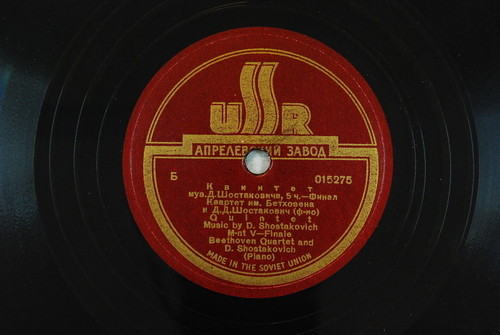 USSR
АПРЕЛЕВСКИЙ ЗАВОД
Б 015275
Квинтет
муз. Д. Шостаковича, 5 ч.—Финал
Квартет им. Бетховена
и Д. Д. Шостакович (ф-но)
Quintet
Music by D. Shostakovich
M-nt V—Finale
Beethoven Quartet and
D. Shostakovich
(Piano)
MADE IN THE SOVIET UNION